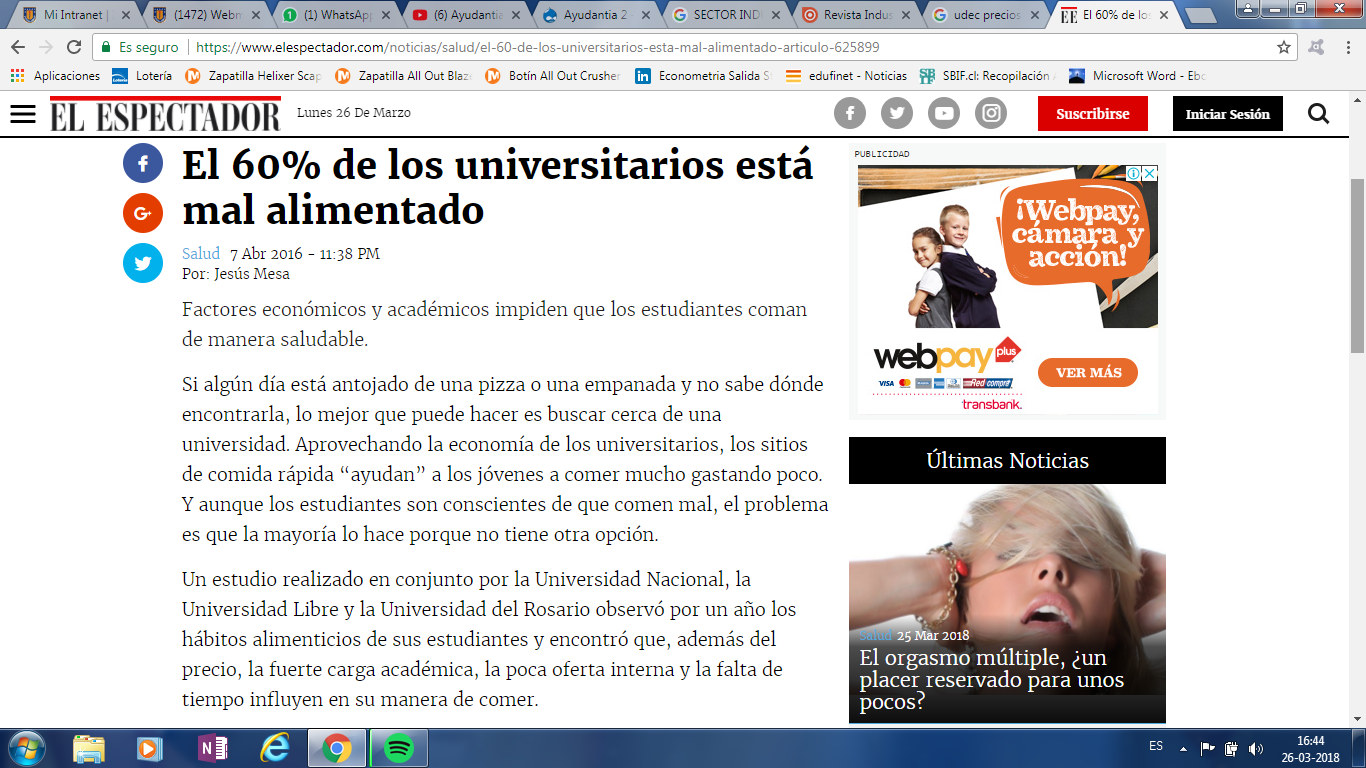 Mi Intranet |
(1472) Webm
(1) WhatsApp
(6) Ayudantia
Ayudantia 2 -
SECTOR IND
Revista Indus
udec precios
El 60% de los
Es seguro
https://www.elespectador.com/noticias/salud/el-60-de-los-universitarios-esta-mal-alimentado-articulo-625899
Aplicaciones
Lotería
Zapatilla Helixer Scap
Zapatilla All Out Blaze
Botín All Out Crusher
Econometria Salida S
edufinet - Noticias
SBIF.cl: Recopilación
Microsoft Word - Ebc
EL ESPECTADOR
Lunes 26 De Marzo
Suscribirse
Iniciar Sesión
El 60% de los universitarios está
mal alimentado
Salud 7 Abr 2016 - 11:38 PM
Por: Jesús Mesa
Factores económicos y académicos impiden que los estudiantes coman
de manera saludable.
Si algún día está antojado de una pizza o una empanada y no sabe dónde
encontrarla, lo mejor que puede hacer es buscar cerca de una
universidad. Aprovechando la economía de los universitarios, los sitios
de comida rápida “ayudan” a los jóvenes a comer mucho gastando poco.
Y aunque los estudiantes son conscientes de que comen mal, el problema
es que la mayoría lo hace porque no tiene otra opción.
Un estudio realizado en conjunto por la Universidad Nacional, la
Universidad Libre y la Universidad del Rosario observó por un año los
hábitos alimenticios de sus estudiantes y encontró que, además del
precio, la fuerte carga académica, la poca oferta interna y la falta de
tiempo influyen en su manera de comer.
PUBLICIDAD
¡Webpay,
cámara y
acción!
webpay plus
VISA
Red compra
transbank.
VER MÁS
Últimas Noticias
Salud 25 Mar 2018
El orgasmo múltiple, ¿un
placer reservado para unos
pocos?
ES
16:44
26-03-2018